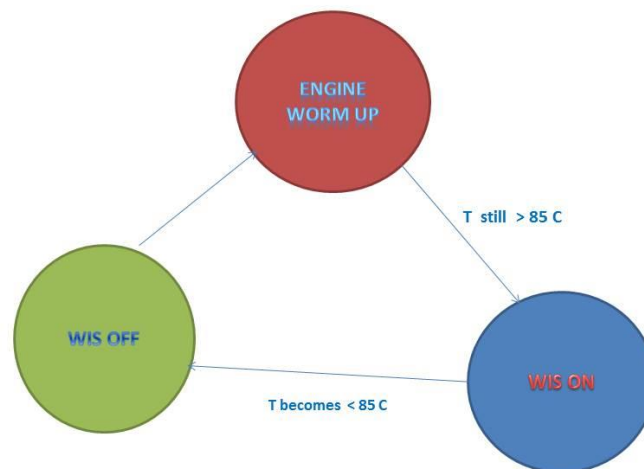 ENGINE
WORM UP
T still > 85 C
WIS OFF
WIS ON
T becomes < 85 C